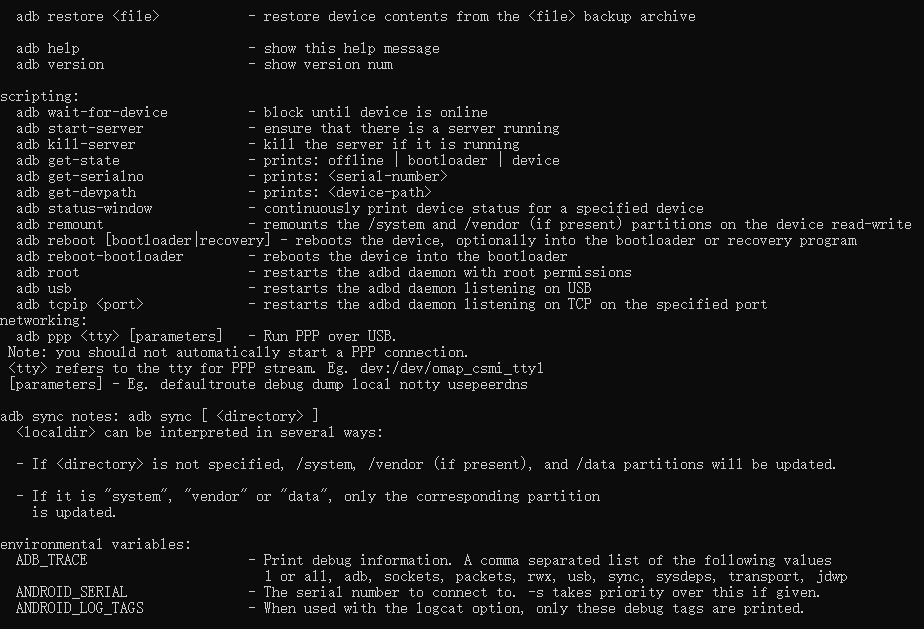 adb restore <file>           - restore device contents from the <file> backup archive
adb help                     - show this help message
adb version                  - show version num
scripting:
adb wait-for-device          - block until device is online
adb start-server             - ensure that there is a server running
adb kill-server              - kill the server if it is running
adb get-state                - prints: offline | bootloader | device
adb get-serialno             - prints: <serial-number>
adb get-devpath              - prints: <device-path>
adb status-window            - continuously print device status for a specified device
adb remount                  - remounts the /system and /vendor (if present) partitions on the device read-write
adb reboot [bootloader|recovery] - reboots the device, optionally into the bootloader or recovery program
adb reboot-bootloader        - reboots the device into the bootloader
adb root                     - restarts the adbd daemon with root permissions
adb usb                      - restarts the adbd daemon listening on USB
adb tcpip <port>             - restarts the adbd daemon listening on TCP on the specified port
networking:
adb ppp <tty> [parameters]   - Run PPP over USB.
Note: you should not automatically start a PPP connection.
<tty> refers to the tty for PPP stream. Eg. dev:/dev/omap_csmi_tty1
[parameters] - Eg. defaultroute debug dump local notty usepeerdns
adb sync notes: adb sync [ <directory> ]
<localdir> can be interpreted in several ways:
- If <directory> is not specified, /system, /vendor (if present), and /data partitions will be updated.
- If it is "system", "vendor" or "data", only the corresponding partition
is updated.
environmental variables:
ADB_TRACE                    - Print debug information. A comma separated list of the following values
1 or all, adb, sockets, packets, rwx, usb, sync, sysdeps, transport, jdwp
ANDROID_SERIAL               - The serial number to connect to. -s takes priority over this if given.
ANDROID_LOG_TAGS             - When used with the logcat option, only these debug tags are printed.